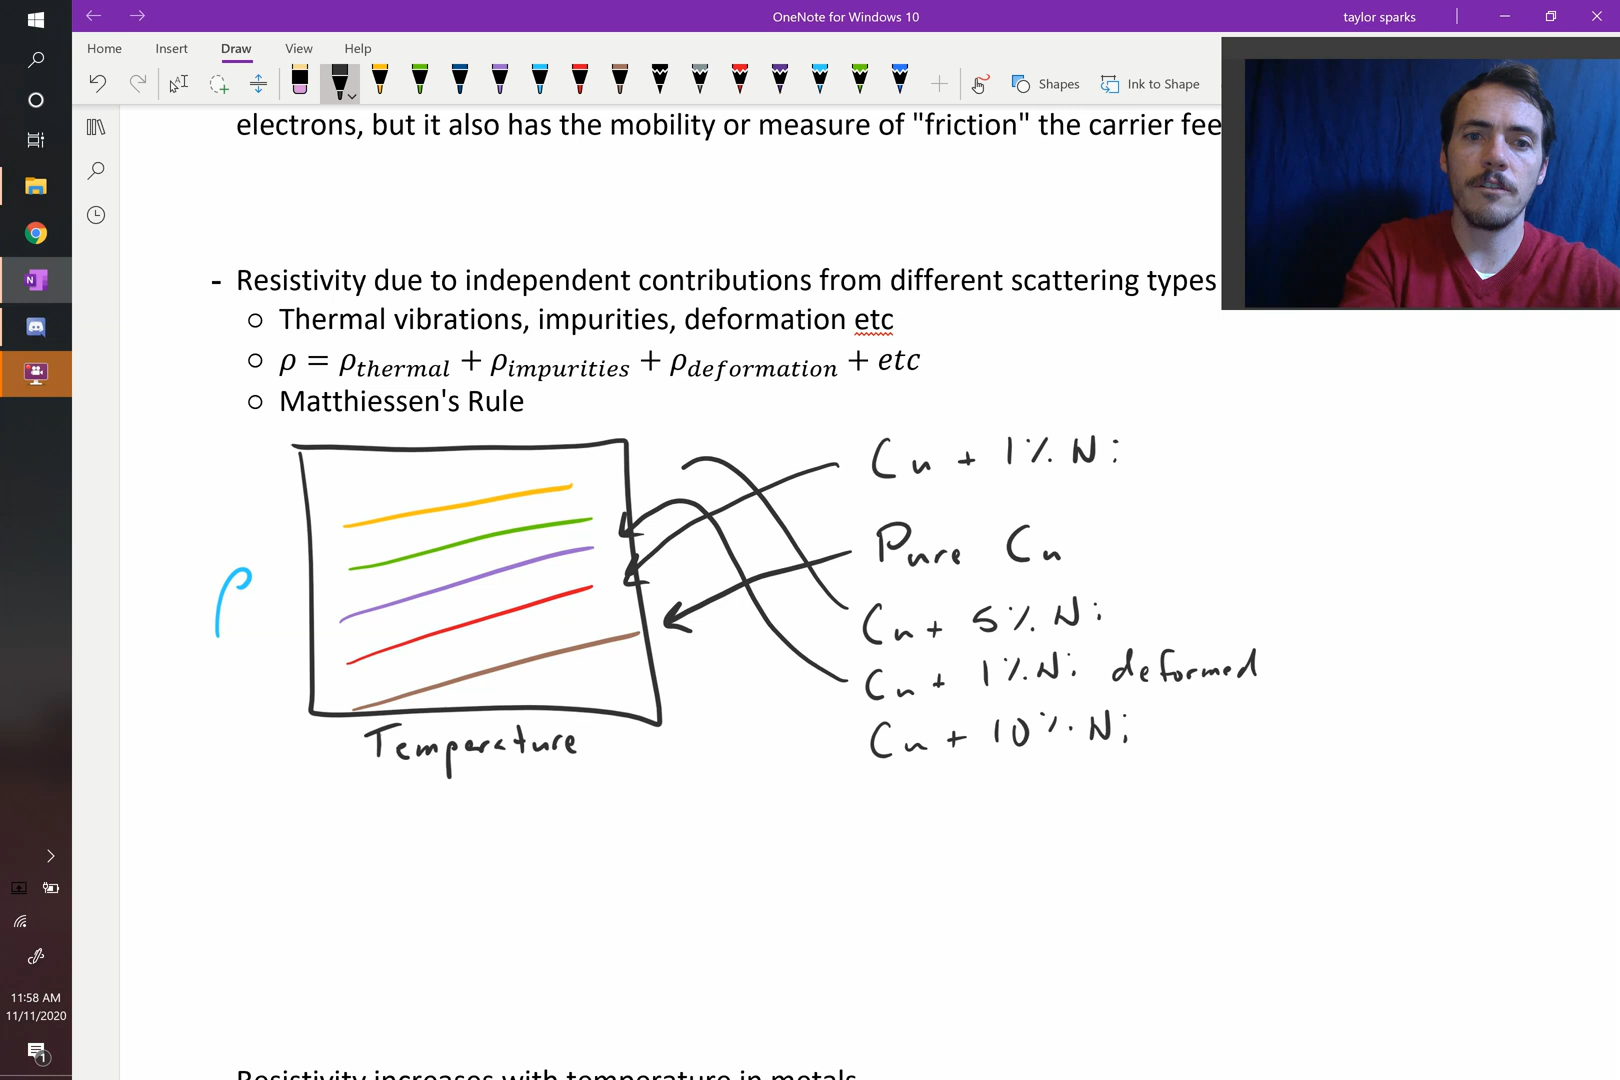 OneNote for Windows 10
taylor sparks
Home Insert Draw View Help
Shapes
Ink to Shape
electrons, but it also has the mobility or measure of "friction" the carrier fee
- Resistivity due to independent contributions from different scattering types
○ Thermal vibrations, impurities, deformation etc
○ ρ = ρthermal + ρimpurities + ρdeformation + etc
○ Matthiessen's Rule
Cu + 1% Ni
Pure Cu
Cu + 5% Ni
Cu + 1% Ni deformed
Cu + 10% Ni
ρ
Temperature
Resistivity increases with temperature in metals
11:58 AM
11/11/2020
1